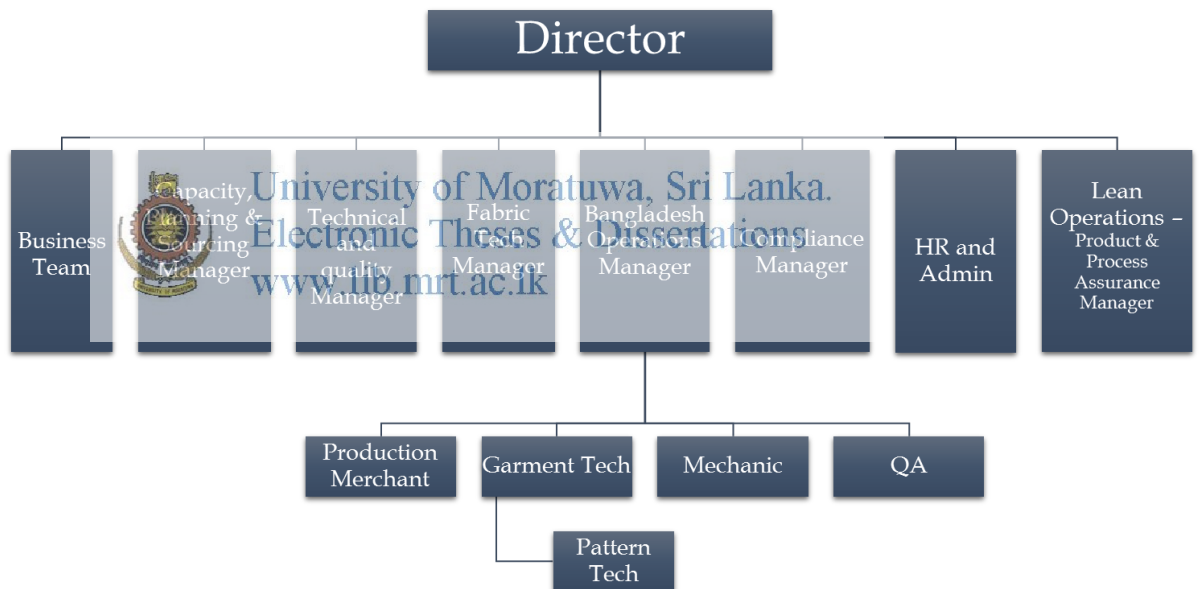 Director
Business
Team
Capacity,
Planning &
Sourcing
Manager
Technical
and
quality
Manager
Fabric
Tech
Manager
Bangladesh
Operations
Manager
Compliance
Manager
HR and
Admin
Lean
Operations –
Product &
Process
Assurance
Manager
University of Moratuwa, Sri Lanka.
Electronic Theses & Dissertations
www.lib.mrt.ac.lk
Production
Merchant
Garment Tech
Mechanic
QA
Pattern
Tech